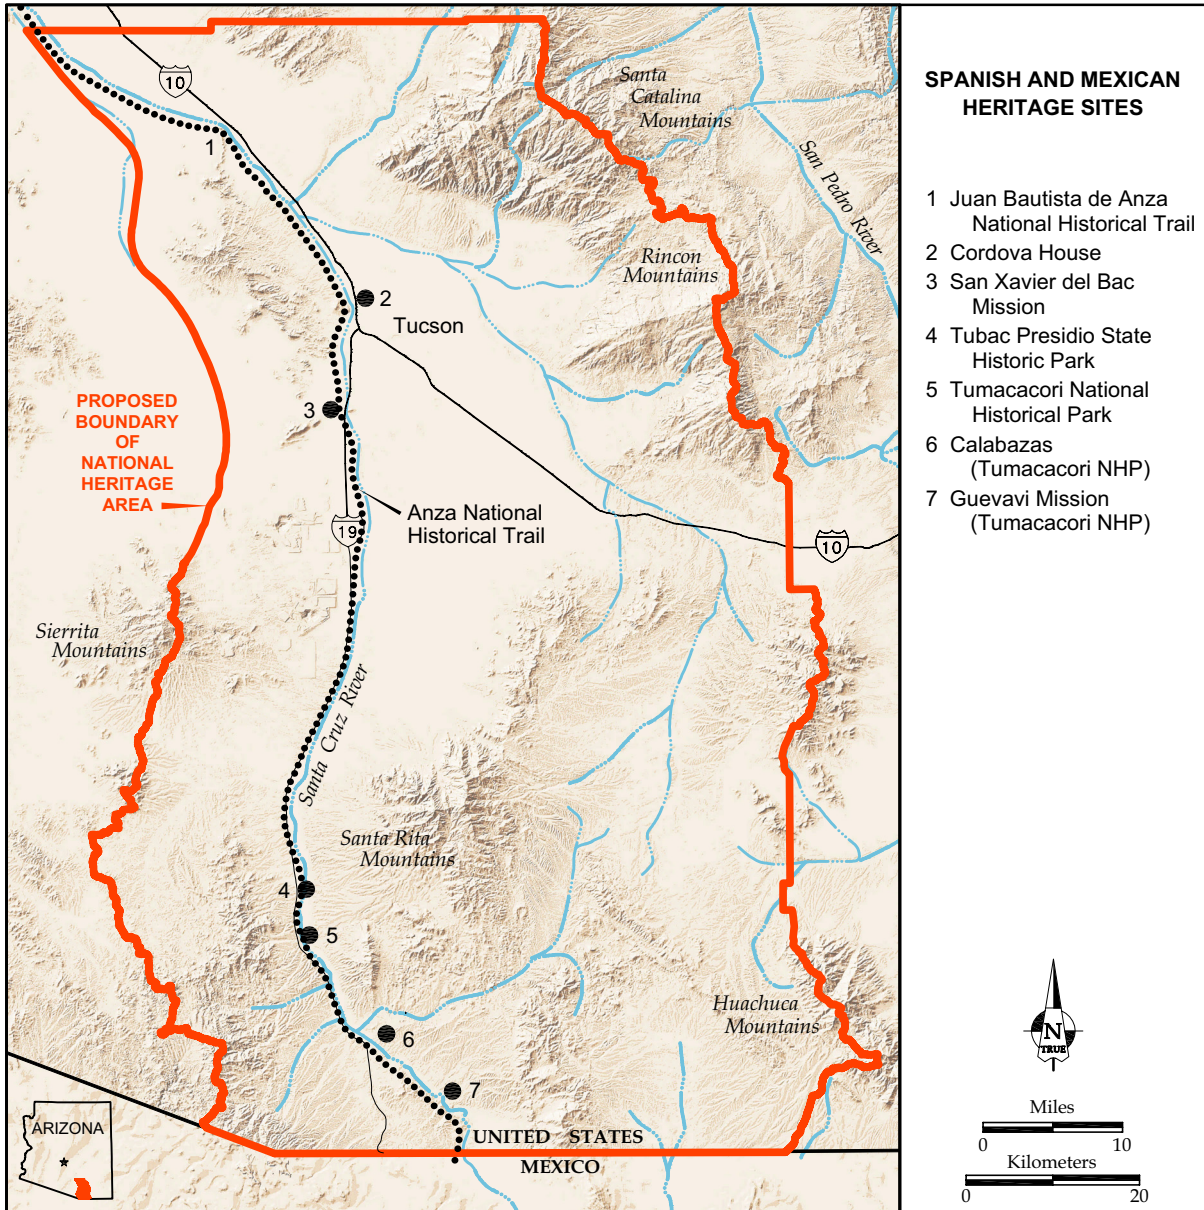 SPANISH AND MEXICAN
HERITAGE SITES
1 Juan Bautista de Anza
National Historical Trail
2 Cordova House
3 San Xavier del Bac
Mission
4 Tubac Presidio State
Historic Park
5 Tumacacori National
Historical Park
6 Calabazas
(Tumacacori NHP)
7 Guevavi Mission
(Tumacacori NHP)
10
Santa
Catalina
Mountains
San Pedro River
1
Rincon
Mountains
2
Tucson
PROPOSED
BOUNDARY
OF
NATIONAL
HERITAGE
AREA
3
Anza National
Historical Trail
19
10
Sierrita
Mountains
Santa Cruz River
Santa Rita
Mountains
4
5
Huachuca
Mountains
6
7
UNITED STATES
MEXICO
ARIZONA
N
TRUE
Miles
0 10
Kilometers
0 20